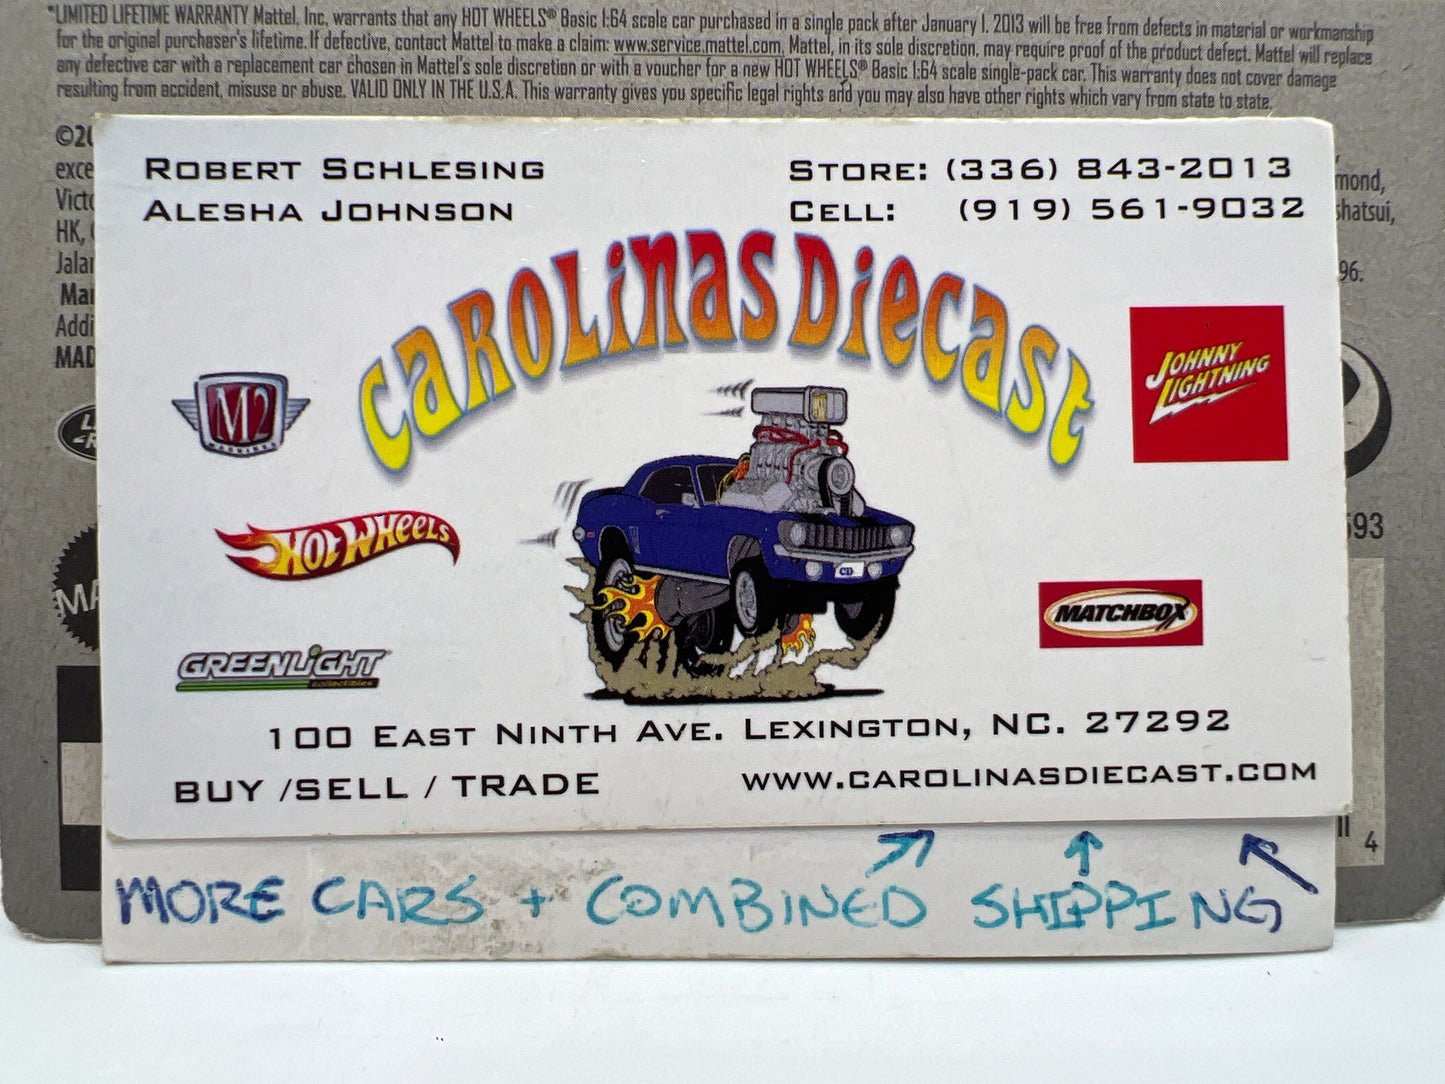 *LIMITED LIFETIME WARRANTY Mattel, Inc. warrants that any HOT WHEELS® Basic 1:64 scale car purchased in a single pack after January 1, 2013 will be free from defects in material or workmanship
for the original purchaser's lifetime. If defective, contact Mattel to make a claim: www.service.mattel.com. Mattel, in its sole discretion, may require proof of the product defect. Mattel will replace
any defective car with a replacement car chosen in Mattel's sole discretion or with a voucher for a new HOT WHEELS® Basic 1:64 scale single-pack car. This warranty does not cover damage
resulting from accident, misuse or abuse. VALID ONLY IN THE U.S.A. This warranty gives you specific legal rights and you may also have other rights which vary from state to state.
ROBERT SCHLESING
ALESHA JOHNSON
STORE: (336) 843-2013
CELL: (919) 561-9032
CAROLINAS DIECAST
M2
MACHINES
JOHNNY
LIGHTNING
HOT WHEELS
MATCHBOX
GREENLIGHT
collectibles
CD
100 EAST NINTH AVE. LEXINGTON, NC. 27292
BUY /SELL / TRADE
WWW.CAROLINASDIECAST.COM
MORE CARS + COMBINED SHIPPING
HK,
96.
4